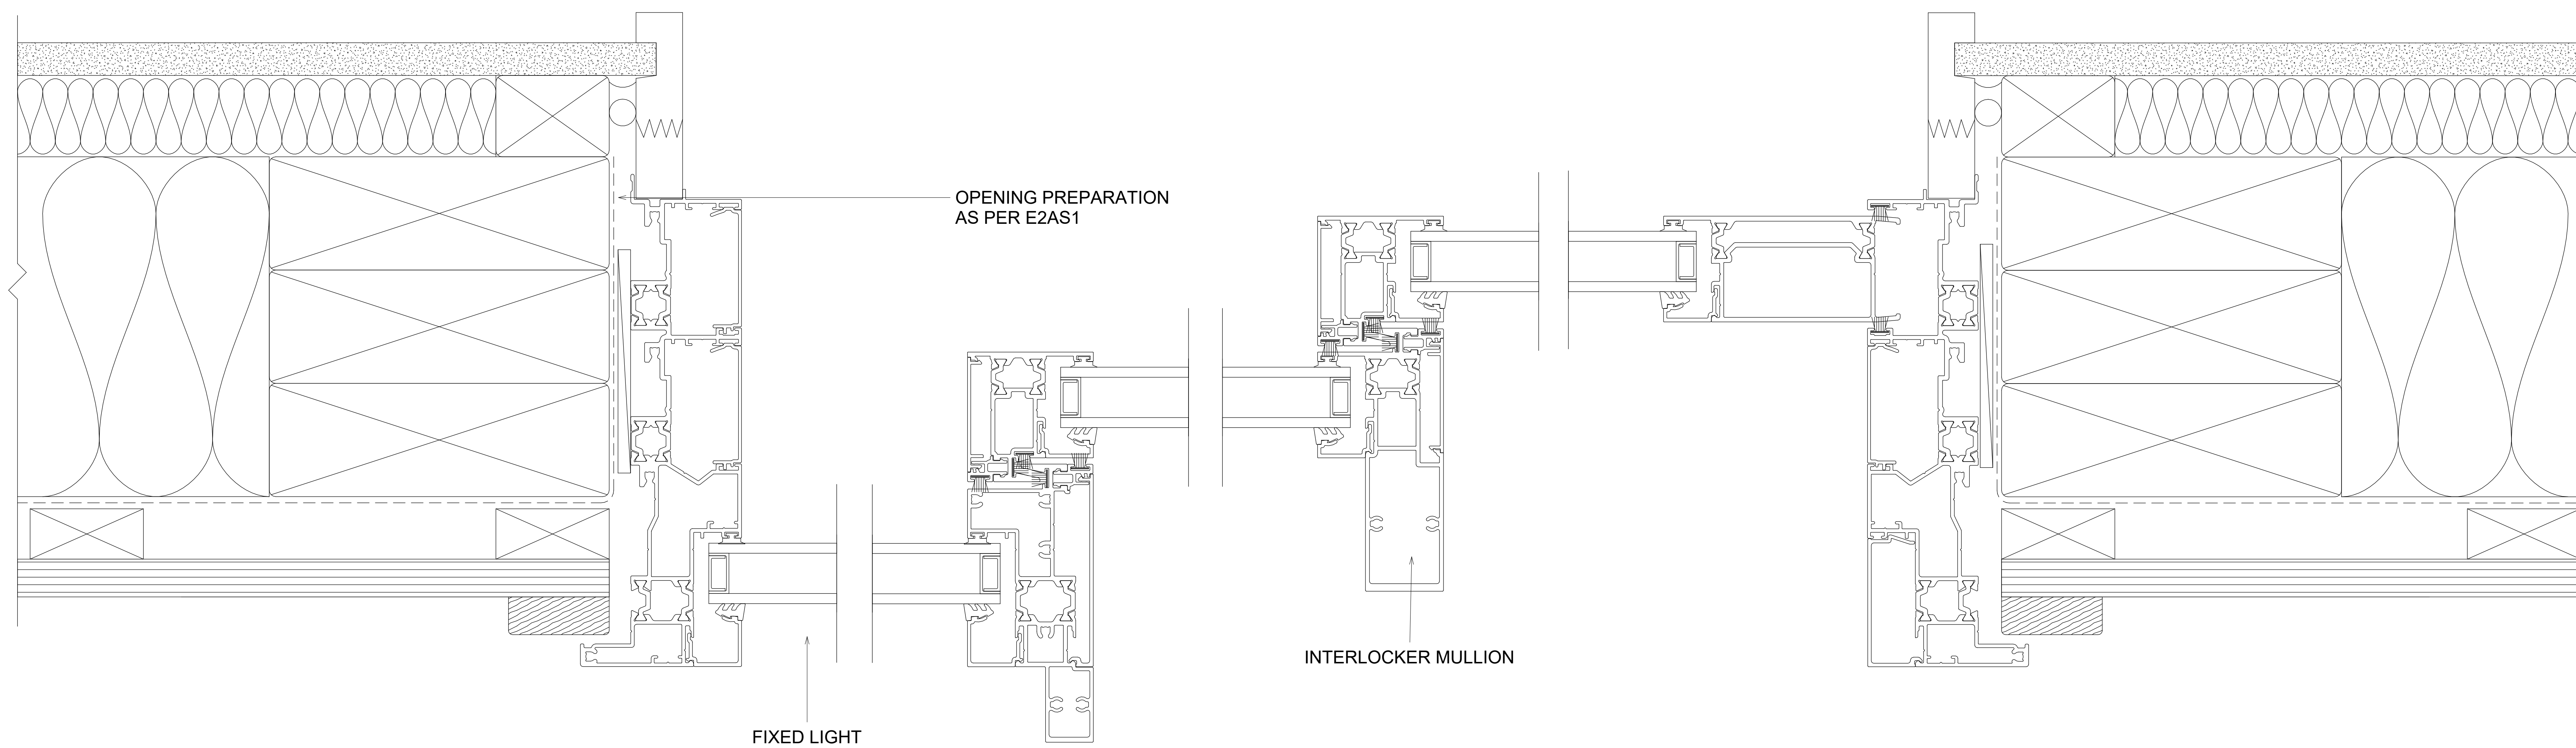 OPENING PREPARATION
AS PER E2AS1
INTERLOCKER MULLION
FIXED LIGHT